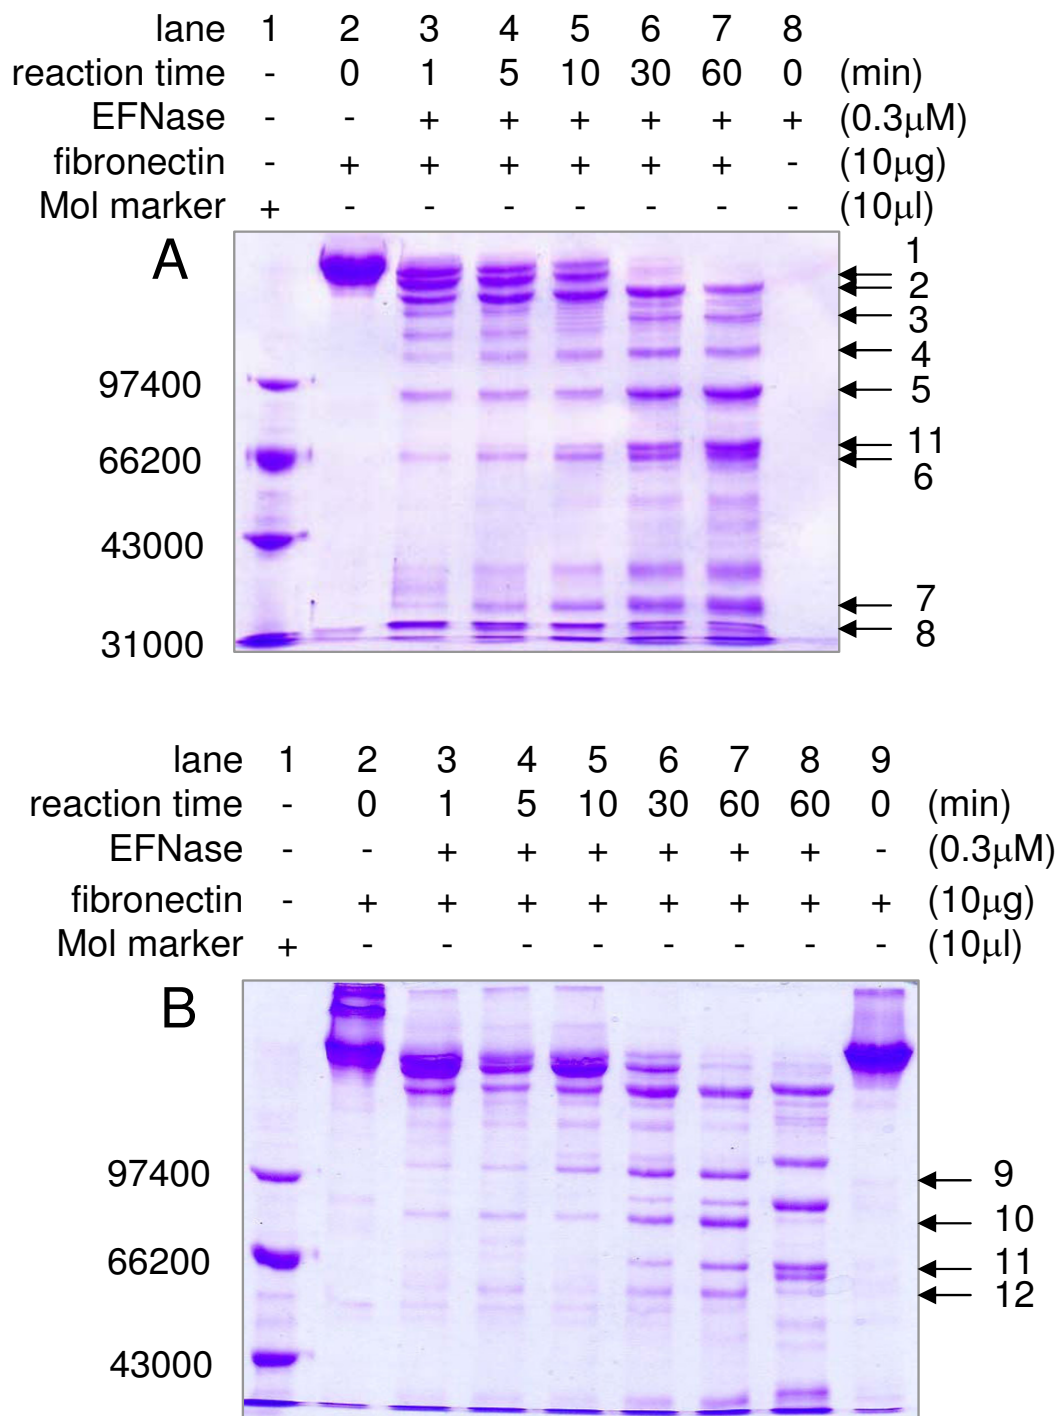 lane 1 2 3 4 5 6 7 8
reaction time - 0 1 5 10 30 60 0 (min)
EFNase - - + + + + + + (0.3μM)
fibronectin - + + + + + + - (10μg)
Mol marker + - - - - - - - (10μl)
A
1
2
3
4
97400
5
11
66200
6
43000
7
8
31000
lane 1 2 3 4 5 6 7 8 9
reaction time - 0 1 5 10 30 60 60 0 (min)
EFNase - - + + + + + + - (0.3μM)
fibronectin - + + + + + + + + (10μg)
Mol marker + - - - - - - - - (10μl)
B
97400
9
10
66200
11
12
43000